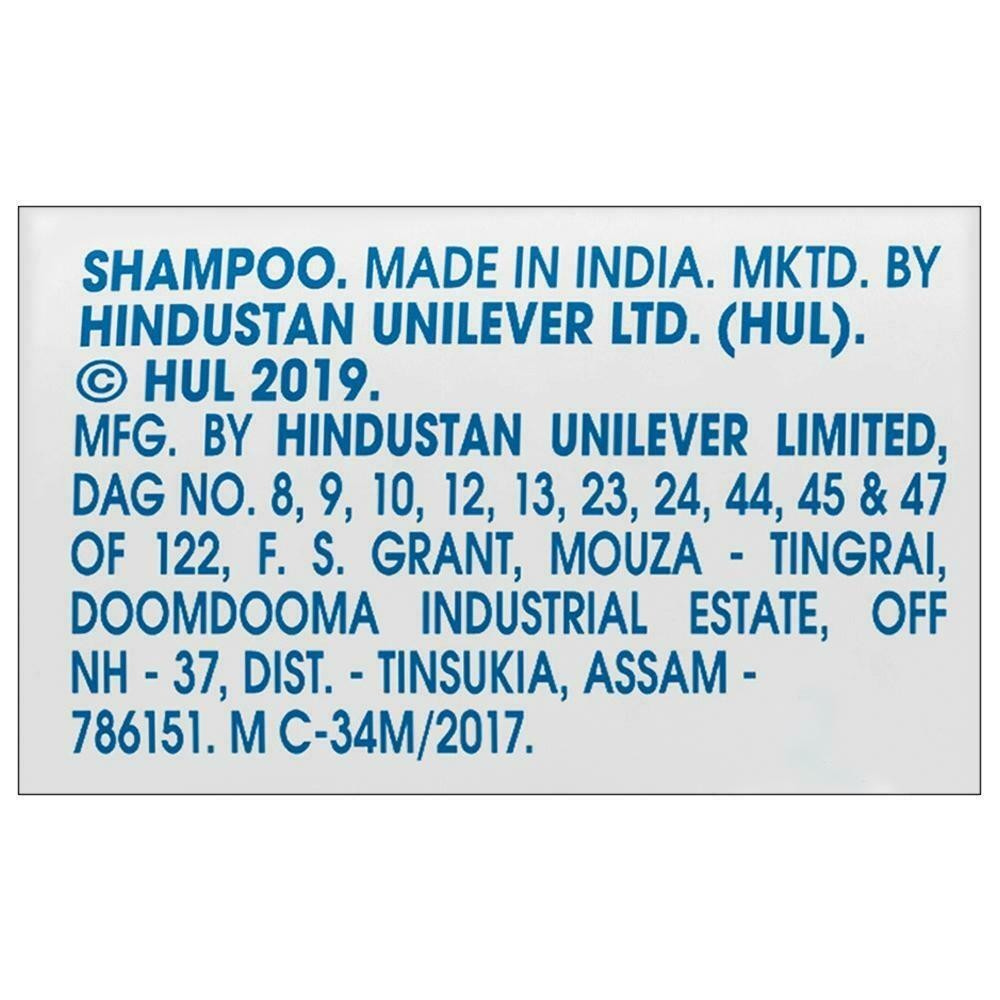 SHAMPOO. MADE IN INDIA. MKTD. BY
HINDUSTAN UNILEVER LTD. (HUL).
© HUL 2019.
MFG. BY HINDUSTAN UNILEVER LIMITED,
DAG NO. 8, 9, 10, 12, 13, 23, 24, 44, 45 & 47
OF 122, F. S. GRANT, MOUZA - TINGRAI,
DOOMDOOMA INDUSTRIAL ESTATE, OFF
NH - 37, DIST. - TINSUKIA, ASSAM -
786151. M C-34M/2017.